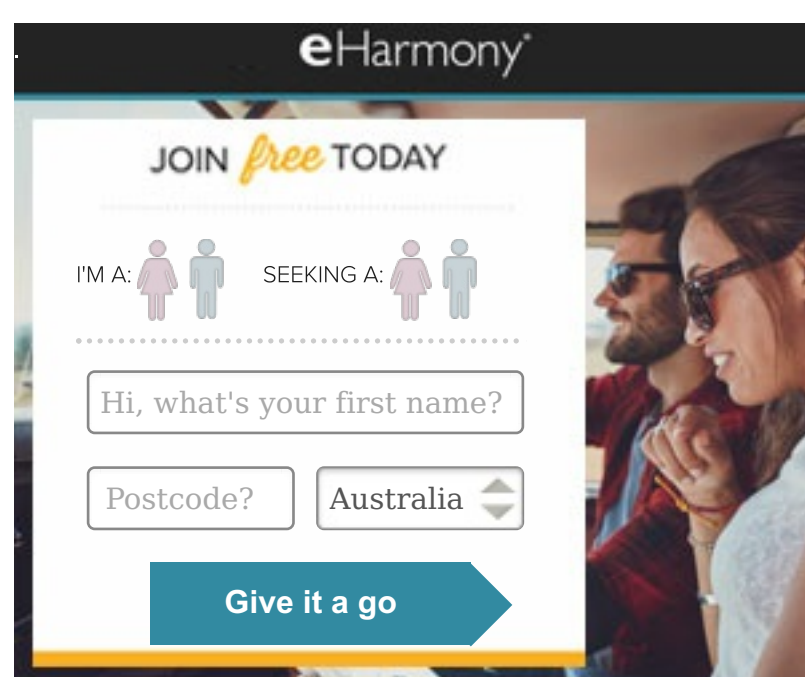 eHarmony
JOIN free TODAY
I'M A: SEEKING A:
Hi, what's your first name?
Postcode? Australia
Give it a go